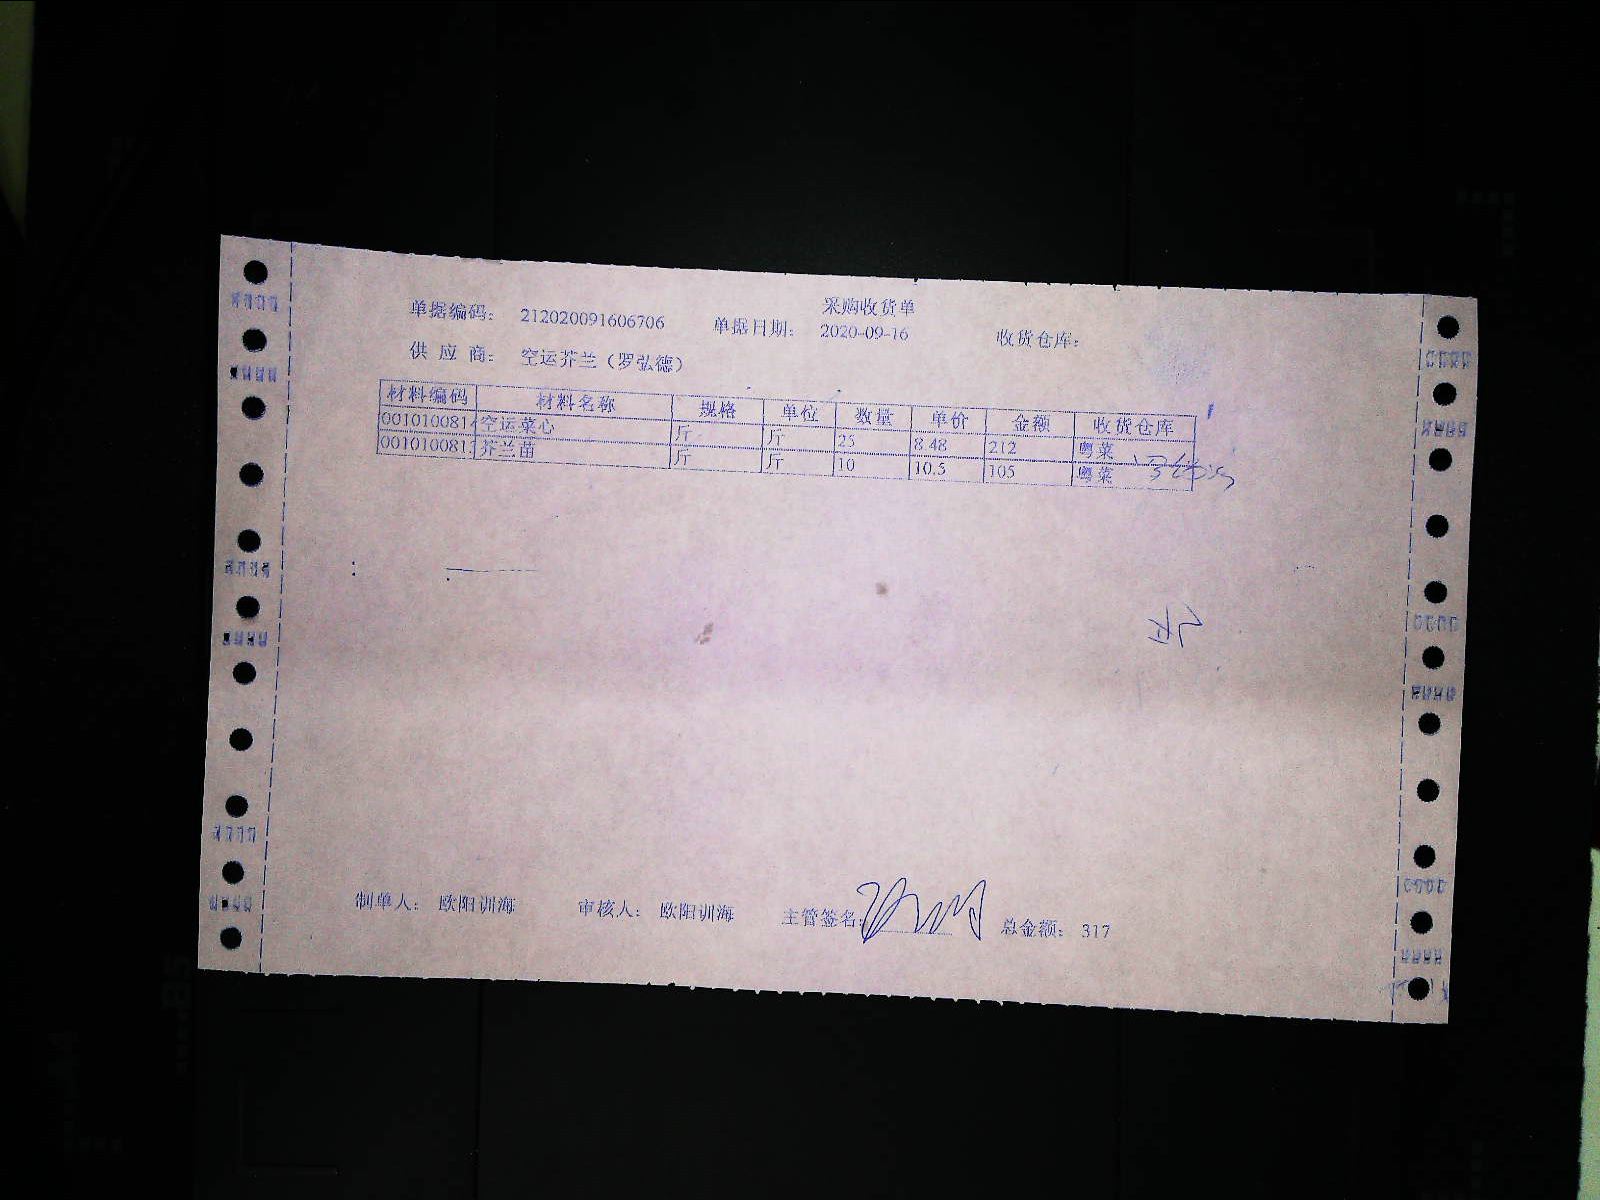 采购收货单
单据编码： 212020091606706 单据日期： 2020-09-16 收货仓库：
供 应 商： 空运芥兰（罗弘德）
材料编码 材料名称 规格 单位 数量 单价 金额 收货仓库
001010081 空运菜心 斤 斤 25 8.48 212 粤菜
001010081 芥兰苗 斤 斤 10 10.5 105 粤菜
制单人： 欧阳训海 审核人： 欧阳训海 主管签名： 总金额： 317